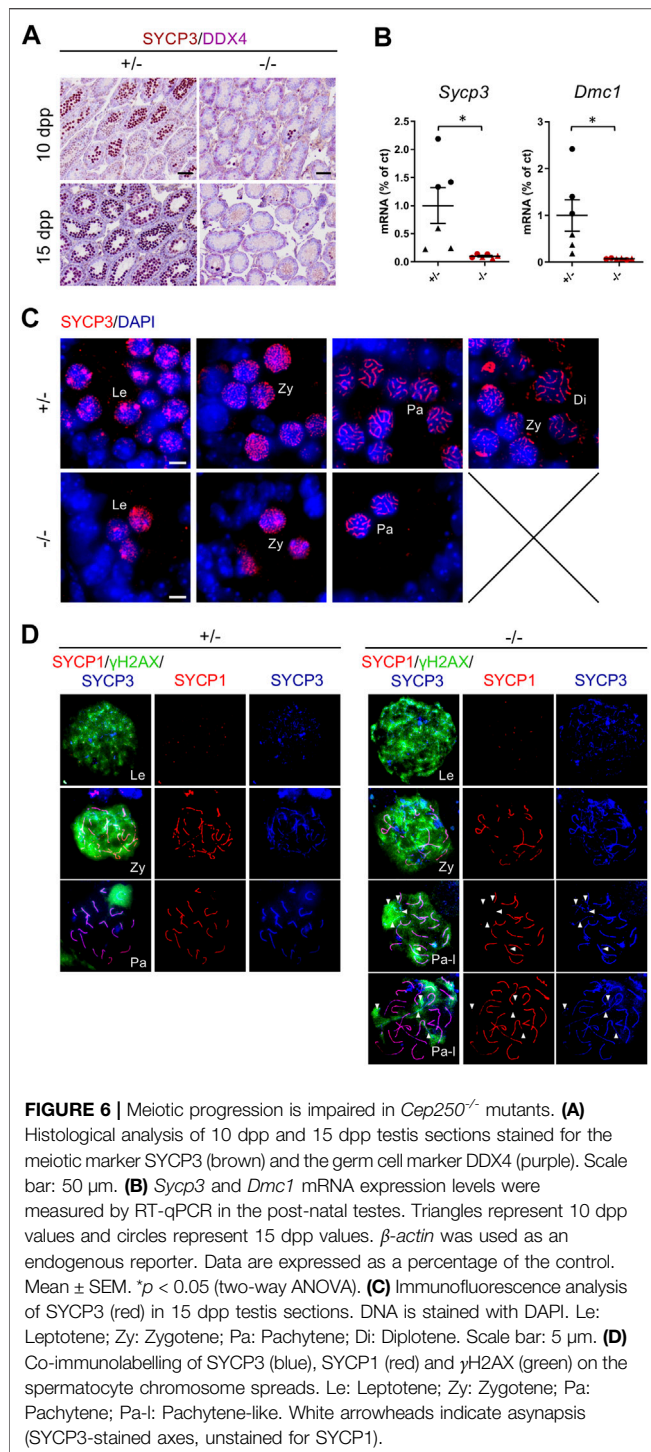 A
SYCP3/DDX4
+/-
-/-
10 dpp
15 dpp
B
Sycp3
Dmc1
mRNA (% of ct)
2.5
2.0
1.5
1.0
0.5
0.0
*
+/-
-/-
mRNA (% of ct)
3
2
1
0
*
+/-
-/-
C
SYCP3/DAPI
+/-
Le
Zy
Pa
Di
Zy
-/-
Le
Zy
Pa
D
+/-
-/-
SYCP1/γH2AX/
SYCP3
SYCP1
SYCP3
SYCP1/γH2AX/
SYCP3
SYCP1
SYCP3
Le
Le
Zy
Zy
Pa
Pa-l
Pa-l
FIGURE 6 | Meiotic progression is impaired in Cep250-/- mutants. (A)
Histological analysis of 10 dpp and 15 dpp testis sections stained for the
meiotic marker SYCP3 (brown) and the germ cell marker DDX4 (purple). Scale
bar: 50 µm. (B) Sycp3 and Dmc1 mRNA expression levels were
measured by RT-qPCR in the post-natal testes. Triangles represent 10 dpp
values and circles represent 15 dpp values. β-actin was used as an
endogenous reporter. Data are expressed as a percentage of the control.
Mean ± SEM. *p < 0.05 (two-way ANOVA). (C) Immunofluorescence analysis
of SYCP3 (red) in 15 dpp testis sections. DNA is stained with DAPI. Le:
Leptotene; Zy: Zygotene; Pa: Pachytene; Di: Diplotene. Scale bar: 5 µm. (D)
Co-immunolabelling of SYCP3 (blue), SYCP1 (red) and γH2AX (green) on the
spermatocyte chromosome spreads. Le: Leptotene; Zy: Zygotene; Pa:
Pachytene; Pa-l: Pachytene-like. White arrowheads indicate asynapsis
(SYCP3-stained axes, unstained for SYCP1).